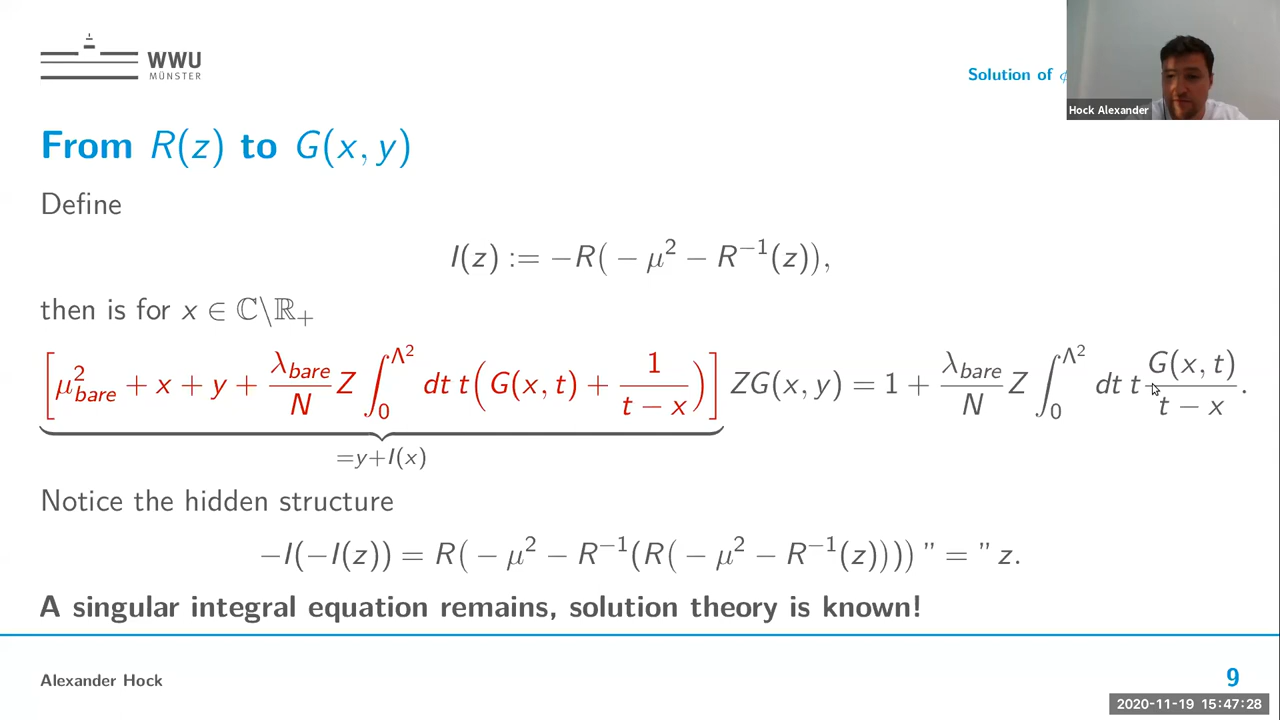 WWU
MÜNSTER
Solution of ϕ
Hock Alexander
From R(z) to G(x, y)
Define
I(z) := −R(− μ² − R⁻¹(z)),
then is for x ∈ ℂ\ℝ₊
[μ²_bare + x + y + λ_bare/N Z ∫₀^Λ² dt t(G(x, t) + 1/(t − x))] ZG(x, y) = 1 + λ_bare/N Z ∫₀^Λ² dt t G(x, t)/(t − x).
=y+I(x)
Notice the hidden structure
−I(−I(z)) = R(− μ² − R⁻¹(R(− μ² − R⁻¹(z)))) ” = ” z.
A singular integral equation remains, solution theory is known!
Alexander Hock
9
2020-11-19 15:47:28